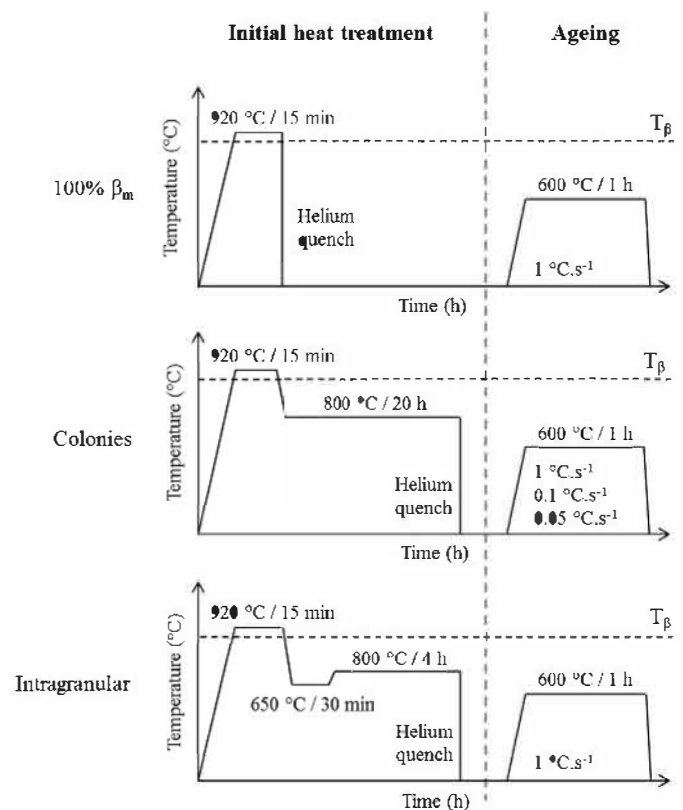 Initial heat treatment
Ageing
100% βm
Temperature (°C)
920 °C / 15 min
Helium
quench
Time (h)
Tβ
600 °C / 1 h
1 °C.s⁻¹
Colonies
Temperature (°C)
920 °C / 15 min
800 °C / 20 h
Helium
quench
Time (h)
Tβ
600 °C / 1 h
1 °C.s⁻¹
0.1 °C.s⁻¹
0.05 °C.s⁻¹
Intragranular
Temperature (°C)
920 °C / 15 min
650 °C / 30 min
800 °C / 4 h
Helium
quench
Time (h)
Tβ
600 °C / 1 h
1 °C.s⁻¹